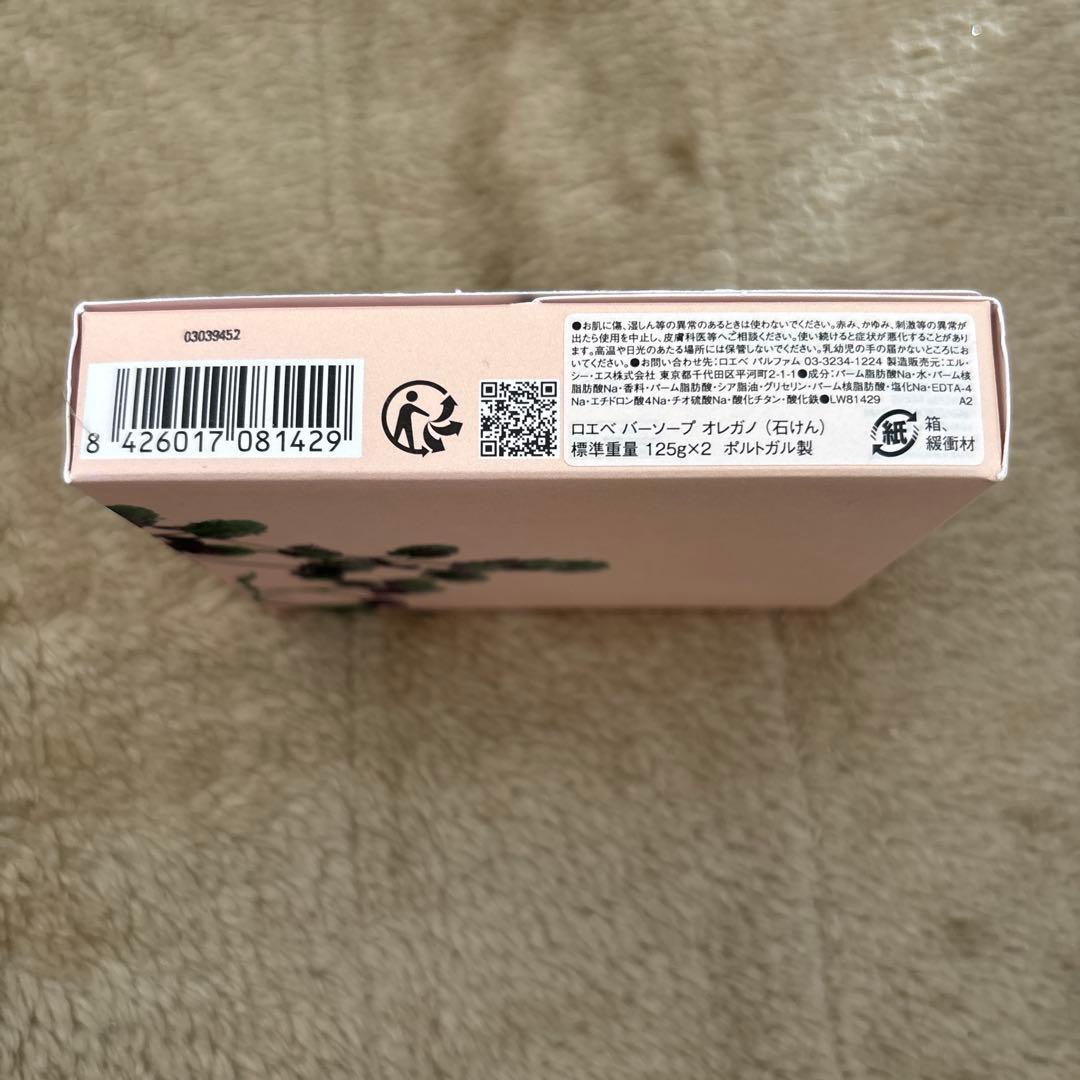 03039452
8 426017 081429
●お肌に傷、湿しん等の異常のあるときは使わないでください。赤み、かゆみ、刺激等の異常が
出たら使用を中止し、皮膚科医等へご相談ください。使い続けると症状が悪化することがあり
ます。高温や日光のあたる場所には保管しないでください。乳幼児の手の届かないところにお
いてください。●お問い合わせ先：ロエベ パルファム 03-3234-1224 製造販売元：エル・
シー・エス株式会社 東京都千代田区平河町2-1-1●成分：パーム脂肪酸Na・水・パーム核
脂肪酸Na・香料・パーム脂肪酸・シア脂油・グリセリン・パーム核脂肪酸・塩化Na・EDTA-4
Na・エチドロン酸4Na・チオ硫酸Na・酸化チタン・酸化鉄●LW81429 A2
ロエベ バーソープ オレガノ（石けん）
標準重量 125g×2 ポルトガル製
紙
箱、
緩衝材